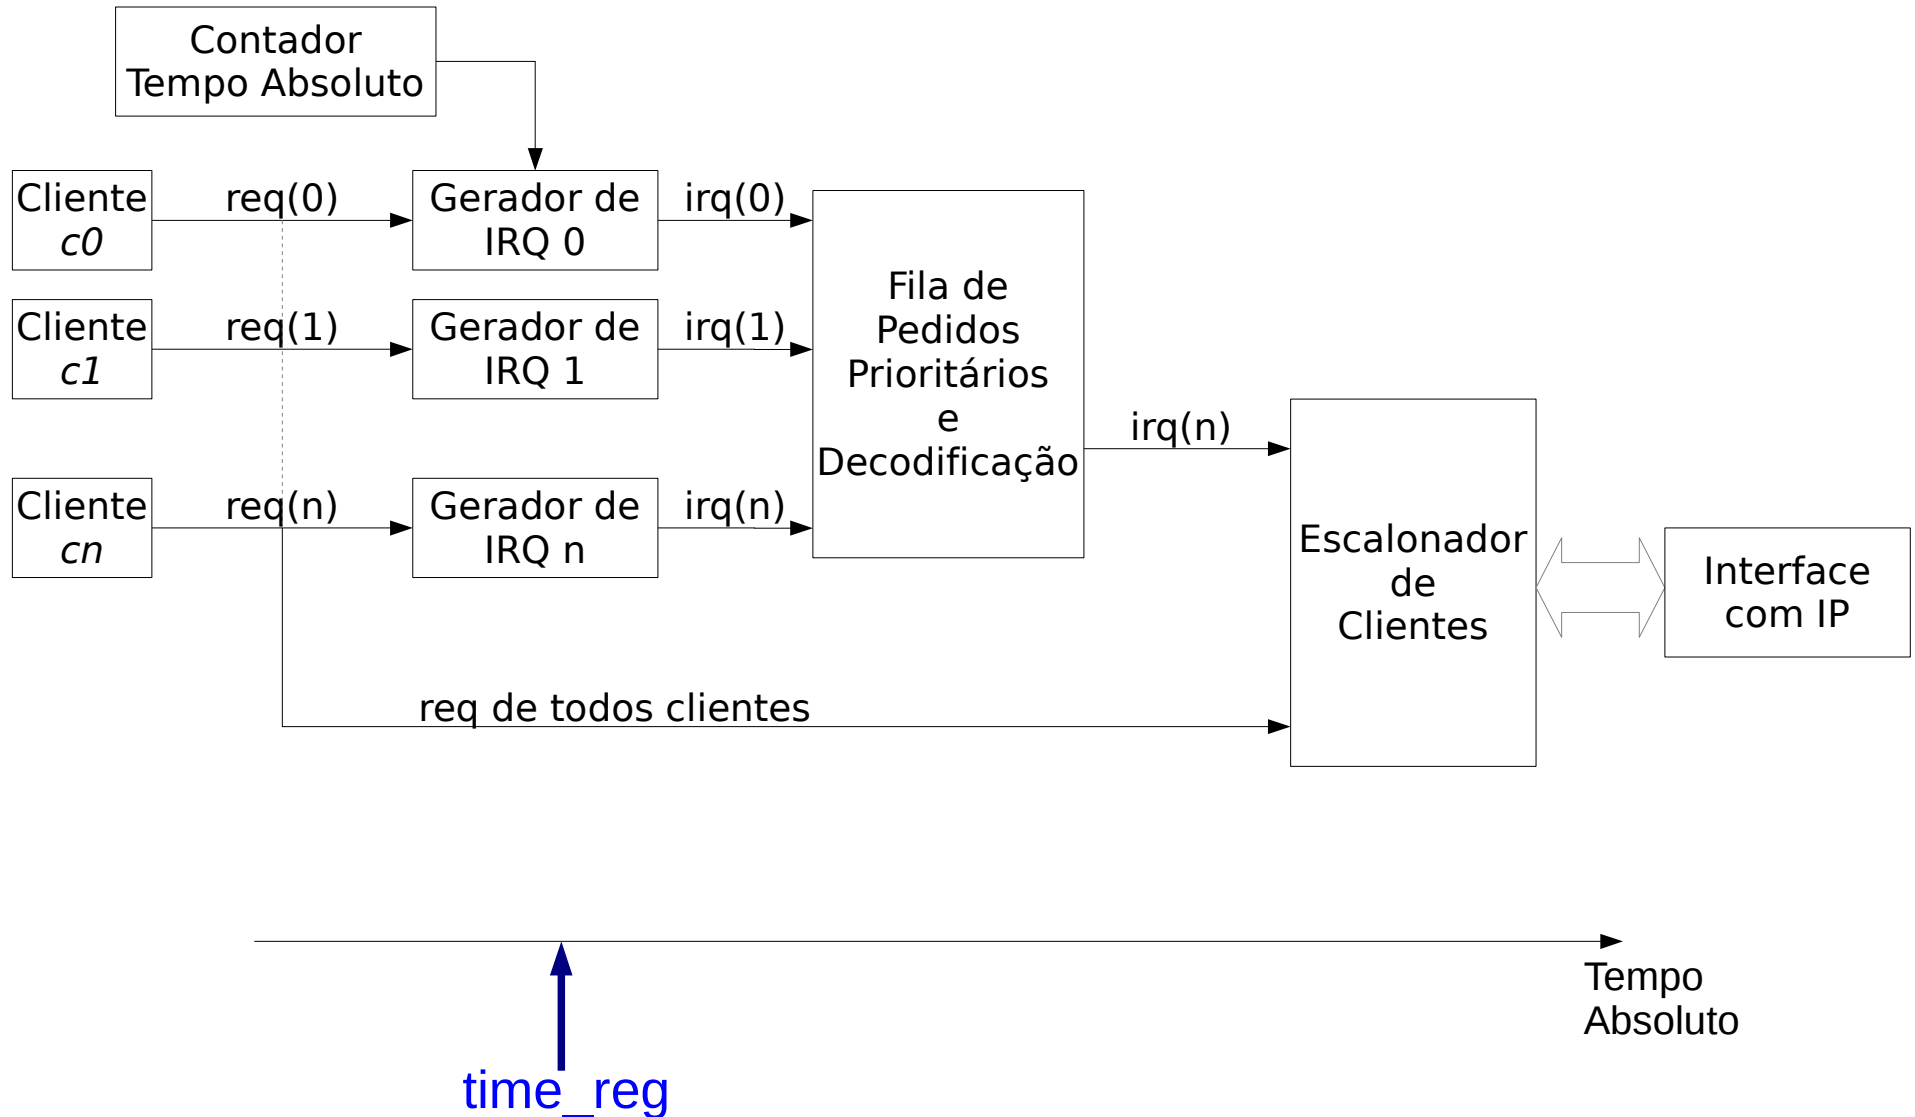 Contador
Tempo Absoluto
Cliente
c0
req(0)
Gerador de
IRQ 0
irq(0)
Cliente
c1
req(1)
Gerador de
IRQ 1
irq(1)
Cliente
cn
req(n)
Gerador de
IRQ n
irq(n)
Fila de
Pedidos
Prioritários
e
Decodificação
irq(n)
Escalonador
de
Clientes
Interface
com IP
req de todos clientes
Tempo
Absoluto
time_reg